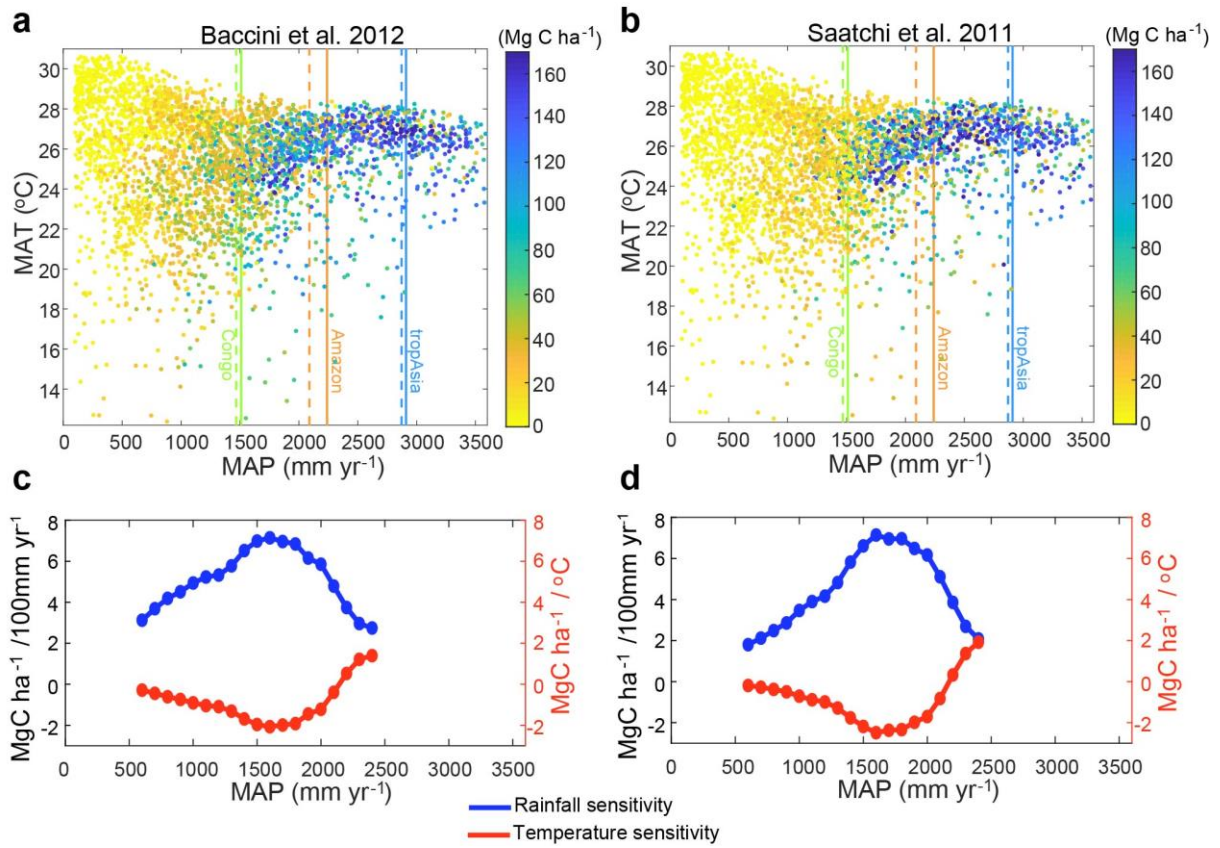 a
Baccini et al. 2012
(Mg C ha⁻¹)
30
28
26
24
22
20
18
16
14
MAT (ºC)
Congo
Amazon
tropAsia
0 500 1000 1500 2000 2500 3000 3500
MAP (mm yr⁻¹)
160
140
120
100
80
60
40
20
0
b
Saatchi et al. 2011
(Mg C ha⁻¹)
30
28
26
24
22
20
18
16
14
MAT (ºC)
Congo
Amazon
tropAsia
0 500 1000 1500 2000 2500 3000 3500
MAP (mm yr⁻¹)
160
140
120
100
80
60
40
20
0
c
MgC ha⁻¹ /100mm yr⁻¹
8
6
4
2
0
-2
8
6
4
2
0
-2
MgC ha⁻¹ / ºC
0 500 1000 1500 2000 2500 3000 3500
MAP (mm yr⁻¹)
d
MgC ha⁻¹ /100mm yr⁻¹
8
6
4
2
0
-2
8
6
4
2
0
-2
MgC ha⁻¹ / ºC
0 500 1000 1500 2000 2500 3000 3500
MAP (mm yr⁻¹)
Rainfall sensitivity
Temperature sensitivity